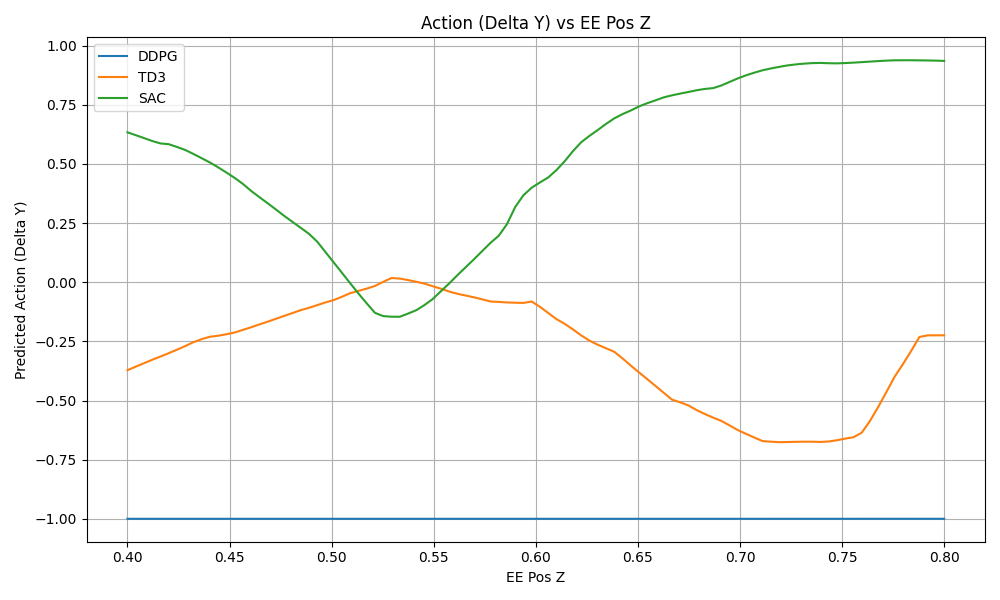 Action (Delta Y) vs EE Pos Z
DDPG
TD3
SAC
Predicted Action (Delta Y)
1.00
0.75
0.50
0.25
0.00
−0.25
−0.50
−0.75
−1.00
0.40 0.45 0.50 0.55 0.60 0.65 0.70 0.75 0.80
EE Pos Z